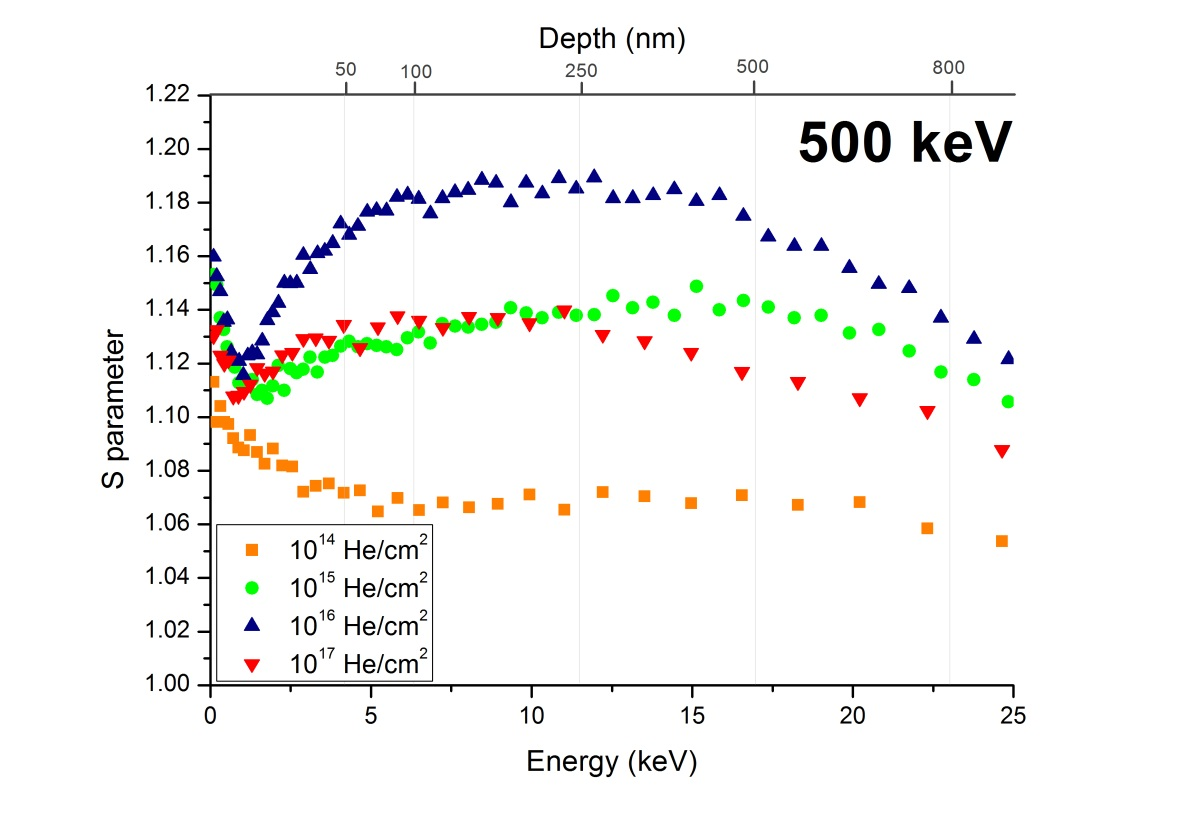 Depth (nm)
50 100 250 500 800
500 keV
1.22
1.20
1.18
1.16
1.14
1.12
1.10
1.08
1.06
1.04
1.02
1.00
S parameter
10¹⁴ He/cm²
10¹⁵ He/cm²
10¹⁶ He/cm²
10¹⁷ He/cm²
0 5 10 15 20 25
Energy (keV)